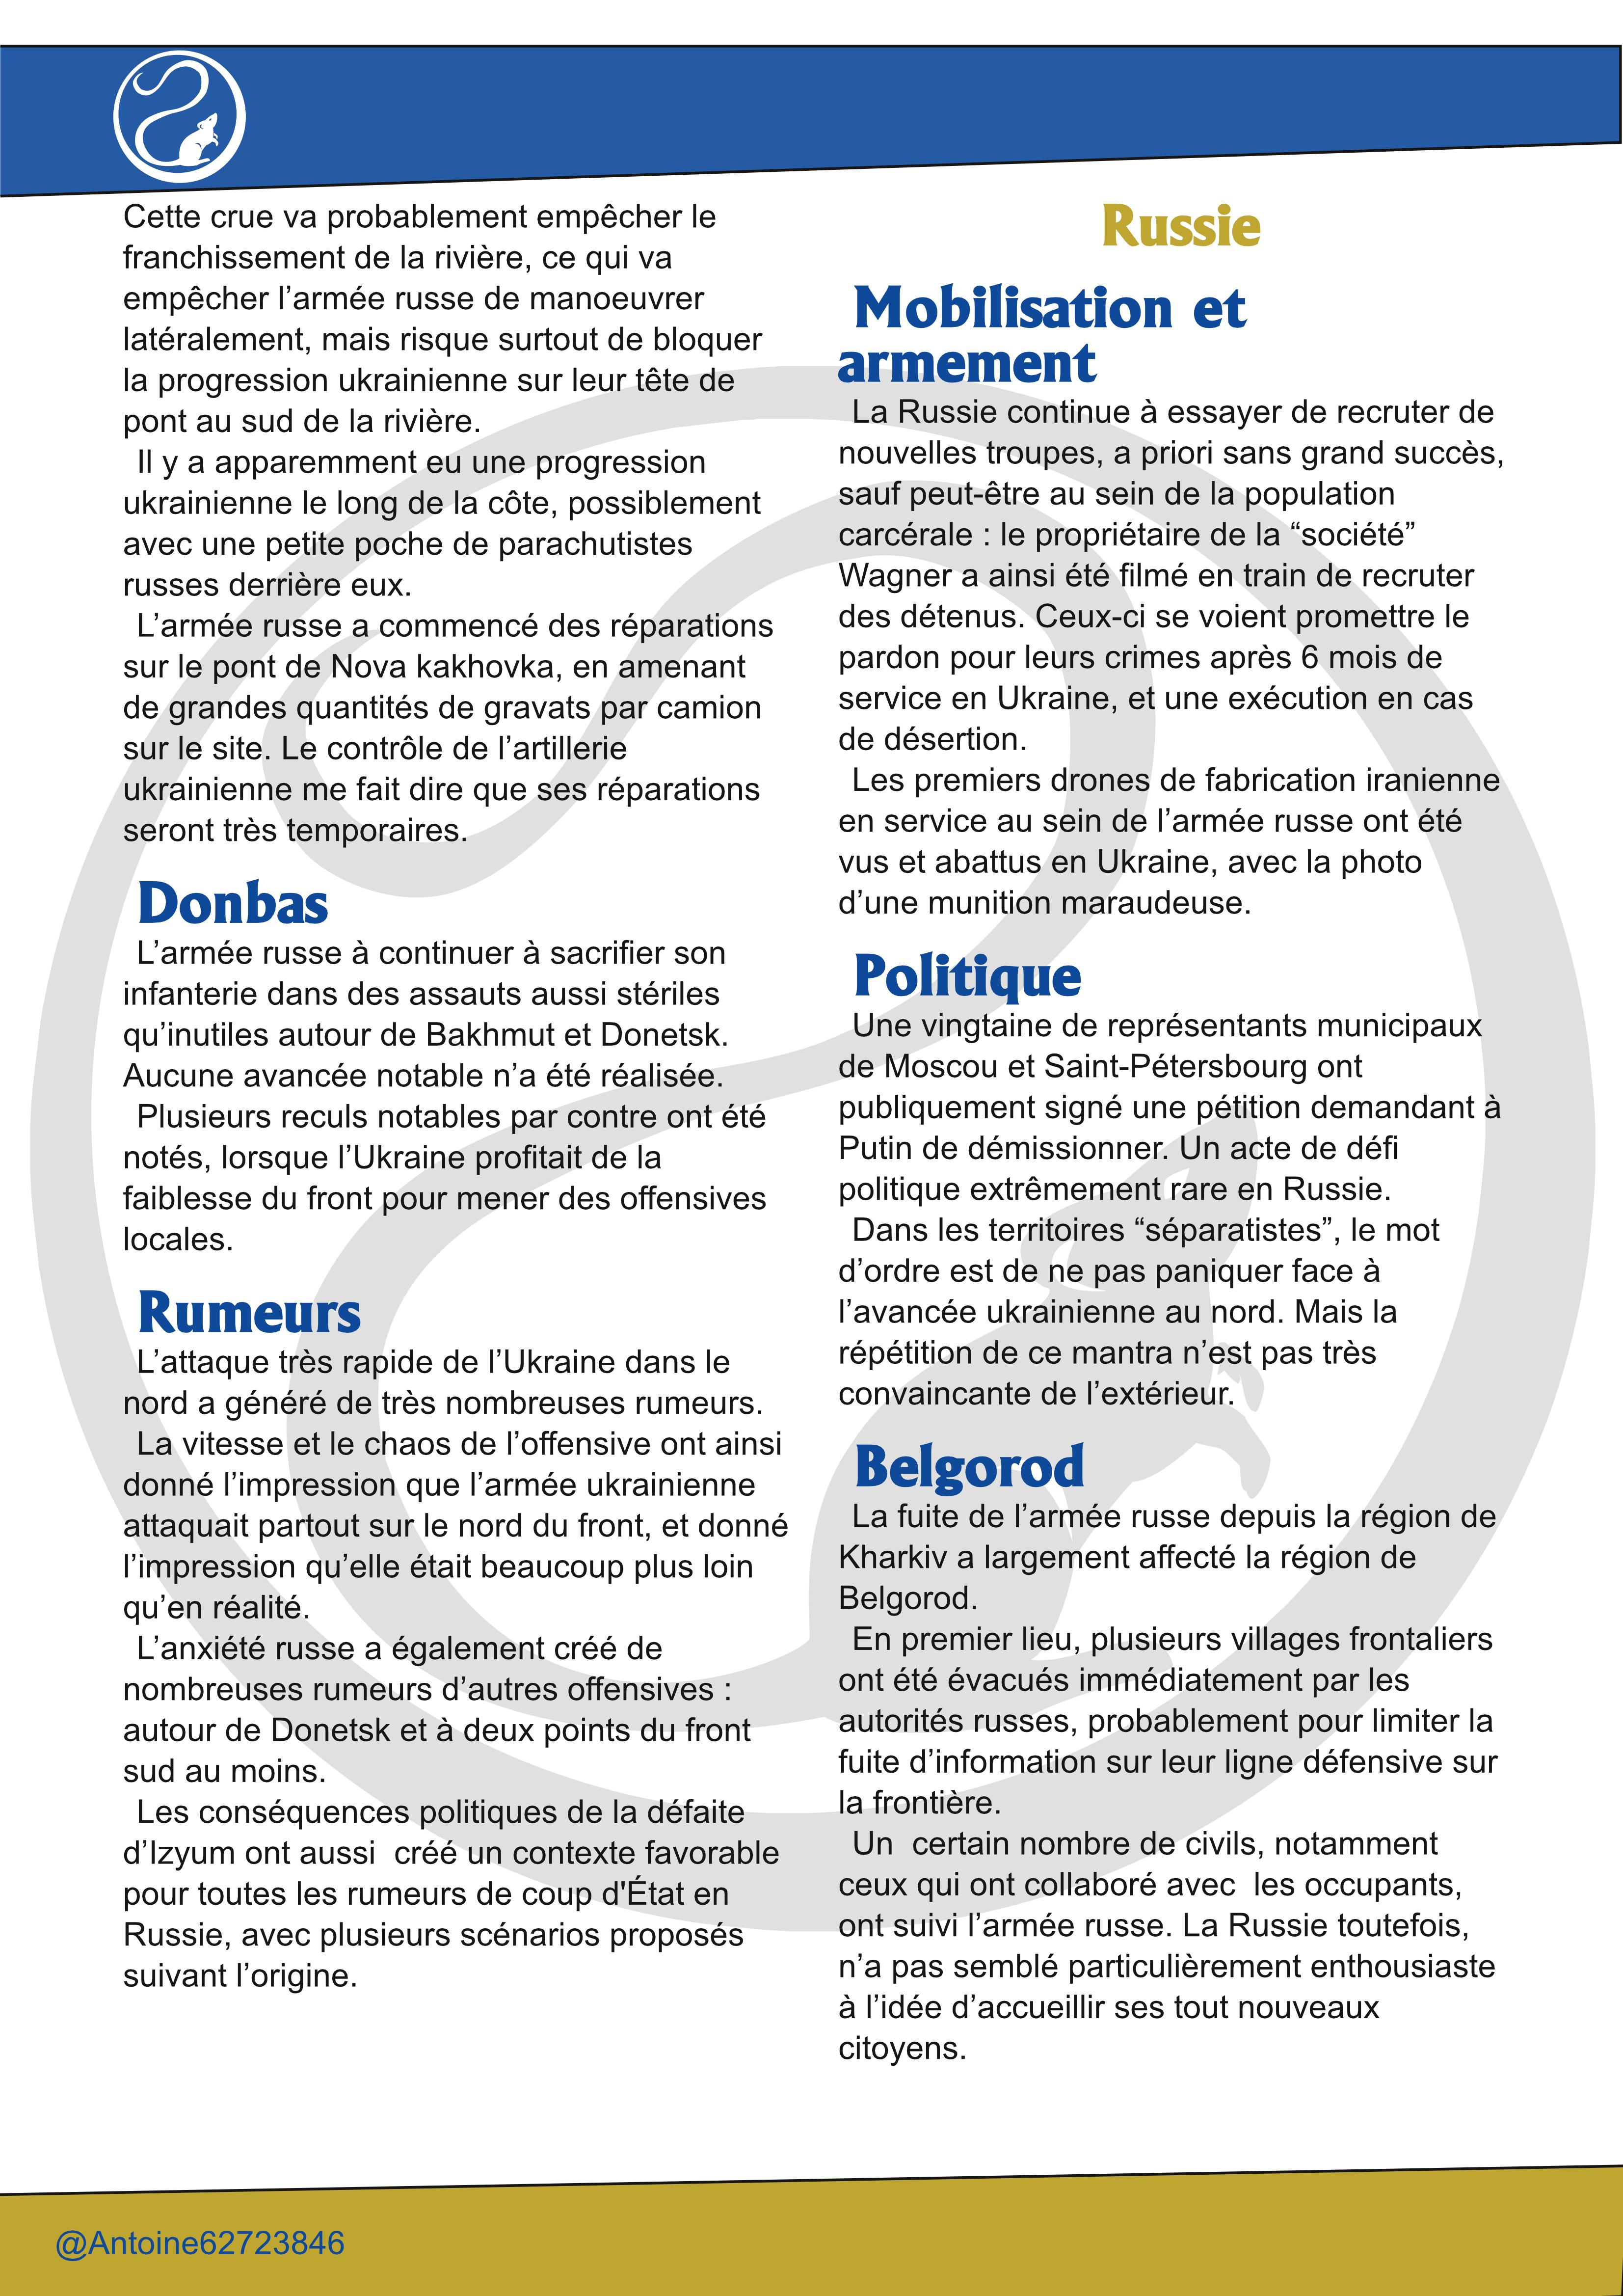 Cette crue va probablement empêcher le
franchissement de la rivière, ce qui va
empêcher l’armée russe de manoeuvrer
latéralement, mais risque surtout de bloquer
la progression ukrainienne sur leur tête de
pont au sud de la rivière.
Il y a apparemment eu une progression
ukrainienne le long de la côte, possiblement
avec une petite poche de parachutistes
russes derrière eux.
L’armée russe a commencé des réparations
sur le pont de Nova kakhovka, en amenant
de grandes quantités de gravats par camion
sur le site. Le contrôle de l’artillerie
ukrainienne me fait dire que ses réparations
seront très temporaires.
Donbas
L’armée russe à continuer à sacrifier son
infanterie dans des assauts aussi stériles
qu’inutiles autour de Bakhmut et Donetsk.
Aucune avancée notable n’a été réalisée.
Plusieurs reculs notables par contre ont été
notés, lorsque l’Ukraine profitait de la
faiblesse du front pour mener des offensives
locales.
Rumeurs
L’attaque très rapide de l’Ukraine dans le
nord a généré de très nombreuses rumeurs.
La vitesse et le chaos de l’offensive ont ainsi
donné l’impression que l’armée ukrainienne
attaquait partout sur le nord du front, et donné
l’impression qu’elle était beaucoup plus loin
qu’en réalité.
L’anxiété russe a également créé de
nombreuses rumeurs d’autres offensives :
autour de Donetsk et à deux points du front
sud au moins.
Les conséquences politiques de la défaite
d’Izyum ont aussi  créé un contexte favorable
pour toutes les rumeurs de coup d'État en
Russie, avec plusieurs scénarios proposés
suivant l’origine.
Russie
Mobilisation et
armement
La Russie continue à essayer de recruter de
nouvelles troupes, a priori sans grand succès,
sauf peut-être au sein de la population
carcérale : le propriétaire de la “société”
Wagner a ainsi été filmé en train de recruter
des détenus. Ceux-ci se voient promettre le
pardon pour leurs crimes après 6 mois de
service en Ukraine, et une exécution en cas
de désertion.
Les premiers drones de fabrication iranienne
en service au sein de l’armée russe ont été
vus et abattus en Ukraine, avec la photo
d’une munition maraudeuse.
Politique
Une vingtaine de représentants municipaux
de Moscou et Saint-Pétersbourg ont
publiquement signé une pétition demandant à
Putin de démissionner. Un acte de défi
politique extrêmement rare en Russie.
Dans les territoires “séparatistes”, le mot
d’ordre est de ne pas paniquer face à
l’avancée ukrainienne au nord. Mais la
répétition de ce mantra n’est pas très
convaincante de l’extérieur.
Belgorod
La fuite de l’armée russe depuis la région de
Kharkiv a largement affecté la région de
Belgorod.
En premier lieu, plusieurs villages frontaliers
ont été évacués immédiatement par les
autorités russes, probablement pour limiter la
fuite d’information sur leur ligne défensive sur
la frontière.
Un  certain nombre de civils, notamment
ceux qui ont collaboré avec  les occupants,
ont suivi l’armée russe. La Russie toutefois,
n’a pas semblé particulièrement enthousiaste
à l’idée d’accueillir ses tout nouveaux
citoyens.
@Antoine62723846